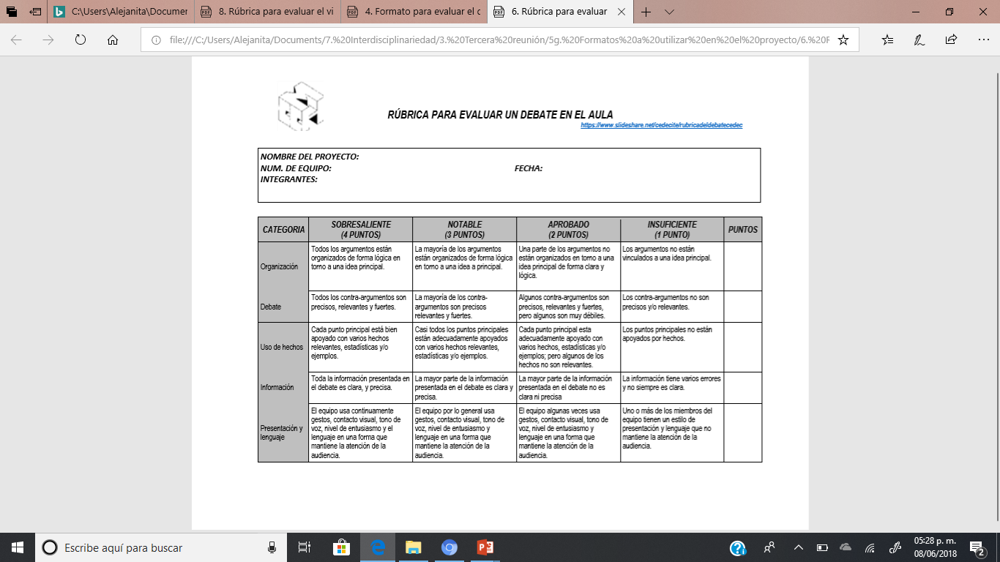 C:\Users\Alejanita\Documer
8. Rúbrica para evaluar el vi
4. Formato para evaluar el c
6. Rúbrica para evaluar
file:///C:/Users/Alejanita/Documents/7.%20Interdisciplinariedad/3.%20Tercera%20reunión/5g.%20Formatos%20a%20utilizar%20en%20el%20proyecto/6.%20F
RÚBRICA PARA EVALUAR UN DEBATE EN EL AULA
https://www.slideshare.net/cedecite/rubricadeldebatecedec
NOMBRE DEL PROYECTO:
NUM. DE EQUIPO: FECHA:
INTEGRANTES:
CATEGORIA
SOBRESALIENTE
(4 PUNTOS)
NOTABLE
(3 PUNTOS)
APROBADO
(2 PUNTOS)
INSUFICIENTE
(1 PUNTO)
PUNTOS
Organización
Todos los argumentos están
organizados de forma lógica en
torno a una idea principal.
La mayoría de los argumentos
están organizados de forma lógica
en torno a una idea a principal.
Una parte de los argumentos no
están organizados en torno a una
idea principal de forma clara y
lógica.
Los argumentos no están
vinculados a una idea principal.
Debate
Todos los contra-argumentos son
precisos, relevantes y fuertes.
La mayoría de los contra-
argumentos son precisos
relevantes y fuertes.
Algunos contra-argumentos son
precisos, relevantes y fuertes,
pero algunos son muy débiles.
Los contra-argumentos no son
precisos y/o relevantes.
Uso de hechos
Cada punto principal está bien
apoyado con varios hechos
relevantes, estadísticas y/o
ejemplos.
Casi todos los puntos principales
están adecuadamente apoyados
con varios hechos relevantes,
estadísticas y/o ejemplos.
Cada punto principal esta
adecuadamente apoyado con
varios hechos, estadísticas y/o
ejemplos; pero algunos de los
hechos no son relevantes.
Los puntos principales no están
apoyados por hechos.
Información
Toda la información presentada en
el debate es clara, y precisa.
La mayor parte de la información
presentada en el debate es clara y
precisa.
La mayor parte de la información
presentada en el debate no es
clara ni precisa
La información tiene varios errores
y no siempre es clara.
Presentación y
lenguaje
El equipo usa continuamente
gestos, contacto visual, tono de
voz, nivel de entusiasmo y el
lenguaje en una forma que
mantiene la atención de la
audiencia.
El equipo por lo general usa
gestos, contacto visual, tono de
voz, nivel de entusiasmo y
lenguaje en una forma que
mantiene la atención de la
audiencia.
El equipo algunas veces usa
gestos, contacto visual, tono de
voz, nivel de entusiasmo y
lenguaje en una forma que
mantiene la atención de la
audiencia.
Uno o más de los miembros del
equipo tienen un estilo de
presentación y lenguaje que no
mantiene la atención de la
audiencia.
Escribe aquí para buscar
05:28 p. m.
08/06/2018
2